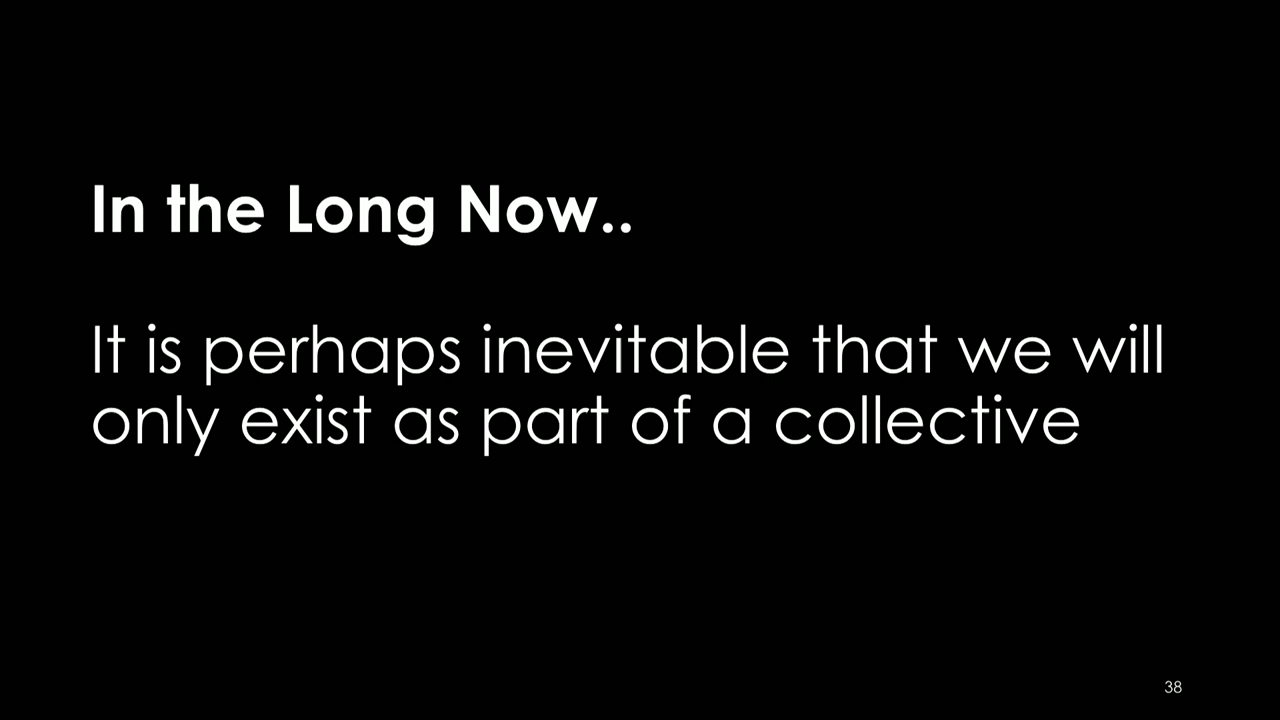 In the Long Now..
It is perhaps inevitable that we will
only exist as part of a collective
38